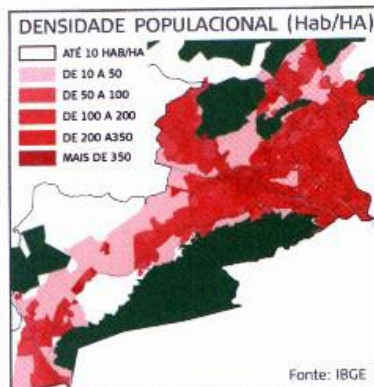 DENSIDADE POPULACIONAL (Hab/HA)
ATÉ 10 HAB/HA
DE 10 A 50
DE 50 A 100
DE 100 A 200
DE 200 A350
MAIS DE 350
Fonte: IBGE